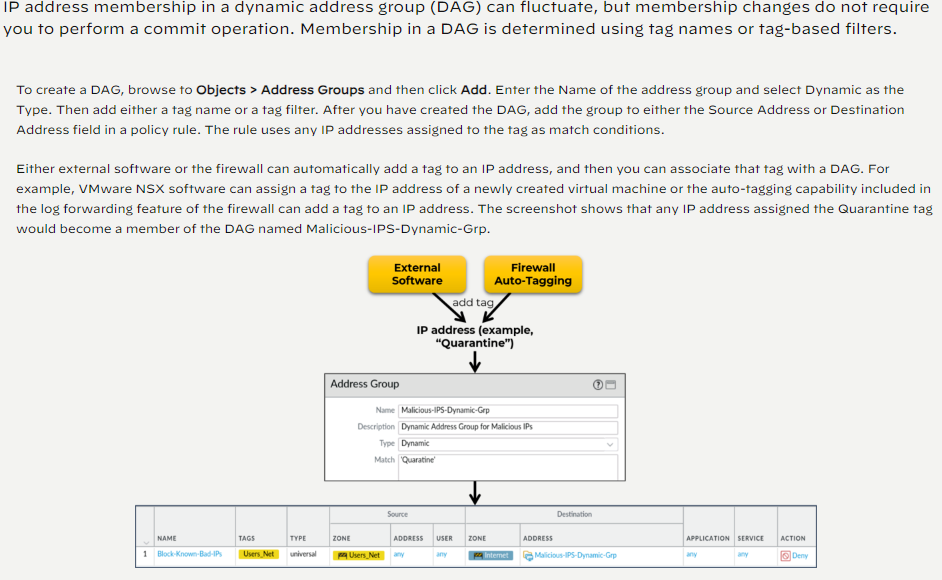 IP address membership in a dynamic address group (DAG) can fluctuate, but membership changes do not require
you to perform a commit operation. Membership in a DAG is determined using tag names or tag-based filters.
To create a DAG, browse to Objects > Address Groups and then click Add. Enter the Name of the address group and select Dynamic as the
Type. Then add either a tag name or a tag filter. After you have created the DAG, add the group to either the Source Address or Destination
Address field in a policy rule. The rule uses any IP addresses assigned to the tag as match conditions.
Either external software or the firewall can automatically add a tag to an IP address, and then you can associate that tag with a DAG. For
example, VMware NSX software can assign a tag to the IP address of a newly created virtual machine or the auto-tagging capability included in
the log forwarding feature of the firewall can add a tag to an IP address. The screenshot shows that any IP address assigned the Quarantine tag
would become a member of the DAG named Malicious-IPS-Dynamic-Grp.
External Software
Firewall Auto-Tagging
add tag
IP address (example,
“Quarantine”)
Address Group
Name Malicious-IPS-Dynamic-Grp
Description Dynamic Address Group for Malicious IPs
Type Dynamic
Match 'Quaratine'
Source Destination
NAME TAGS TYPE ZONE ADDRESS USER ZONE ADDRESS APPLICATION SERVICE ACTION
1 Block-Known-Bad-IPs Users_Net universal Users_Net any any Internet Malicious-IPS-Dynamic-Grp any any Deny